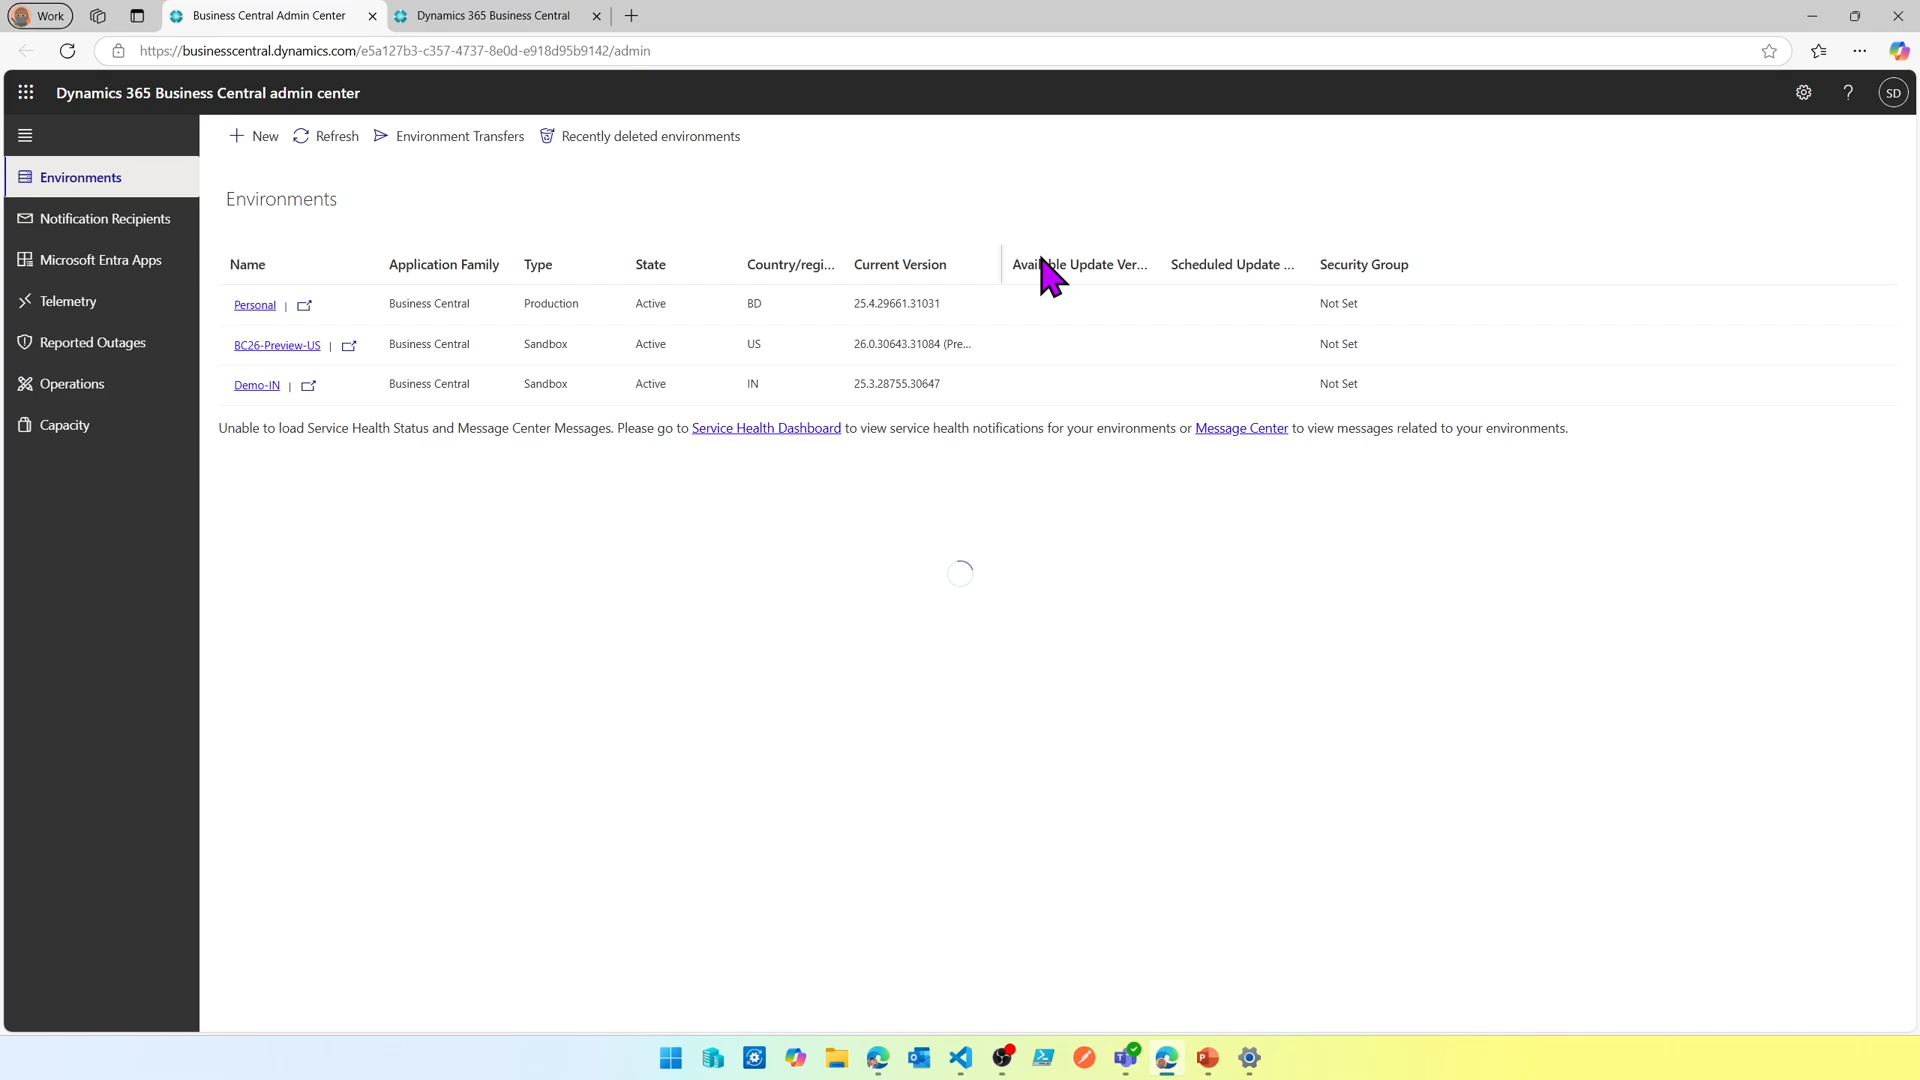 Work
Business Central Admin Center
Dynamics 365 Business Central
https://businesscentral.dynamics.com/e5a127b3-c357-4737-8e0d-e918d95b9142/admin
Dynamics 365 Business Central admin center
SD
New
Refresh
Environment Transfers
Recently deleted environments
Environments
Notification Recipients
Microsoft Entra Apps
Telemetry
Reported Outages
Operations
Capacity
Environments
Name Application Family Type State Country/regi... Current Version Available Update Ver... Scheduled Update ... Security Group
Personal | Business Central Production Active BD 25.4.29661.31031 Not Set
BC26-Preview-US | Business Central Sandbox Active US 26.0.30643.31084 (Pre... Not Set
Demo-IN | Business Central Sandbox Active IN 25.3.28755.30647 Not Set
Unable to load Service Health Status and Message Center Messages. Please go to Service Health Dashboard to view service health notifications for your environments or Message Center to view messages related to your environments.